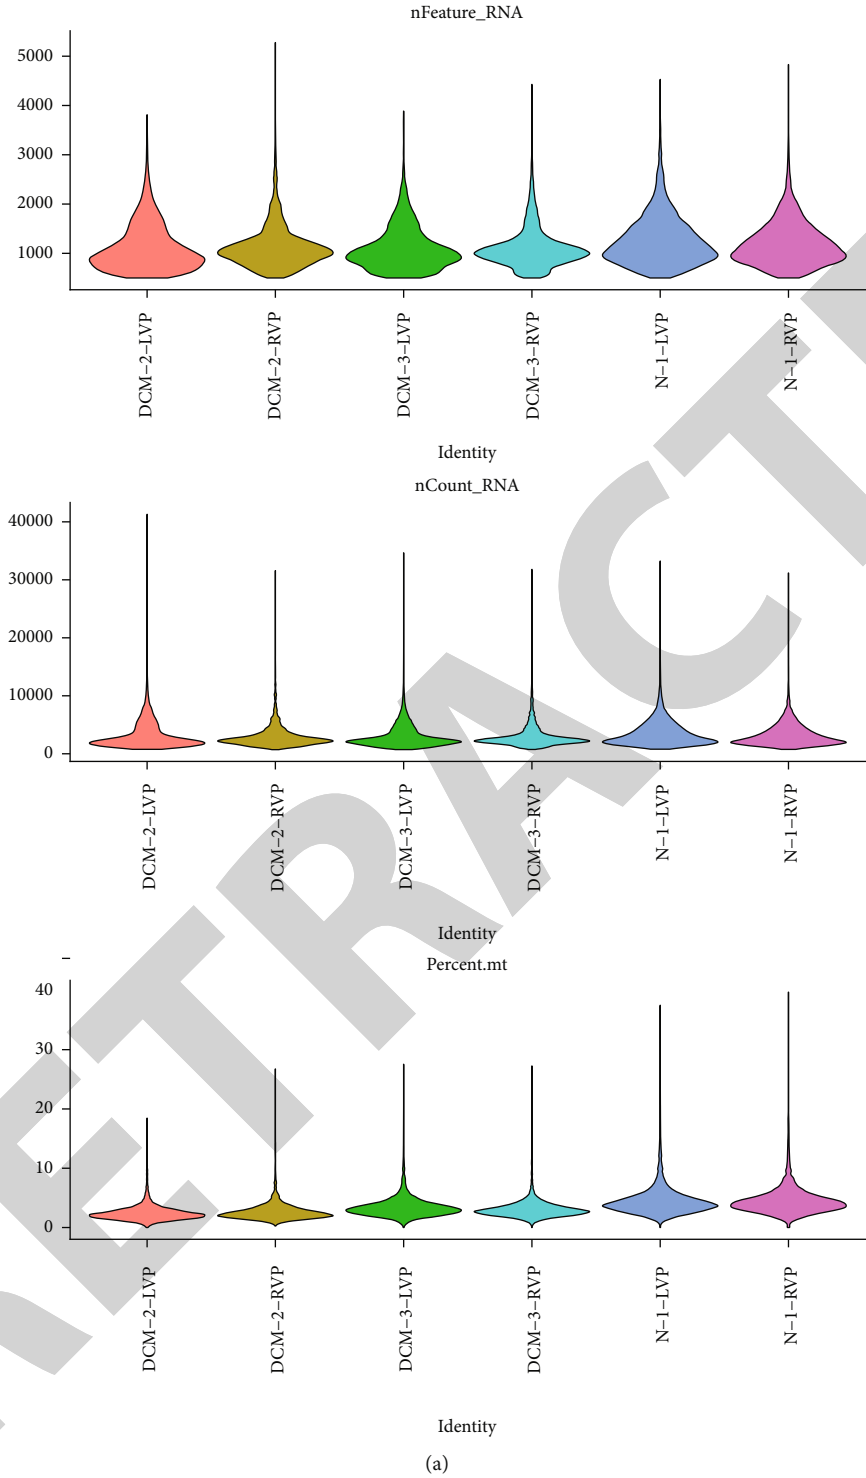 nFeature_RNA
5000
4000
3000
2000
1000
DCM−2−LVP
DCM−2−RVP
DCM−3−LVP
DCM−3−RVP
N−1−LVP
N−1−RVP
Identity
nCount_RNA
40000
30000
20000
10000
0
DCM−2−LVP
DCM−2−RVP
DCM−3−LVP
DCM−3−RVP
N−1−LVP
N−1−RVP
Identity
Percent.mt
40
30
20
10
0
DCM−2−LVP
DCM−2−RVP
DCM−3−LVP
DCM−3−RVP
N−1−LVP
N−1−RVP
Identity
(a)
RETRACT